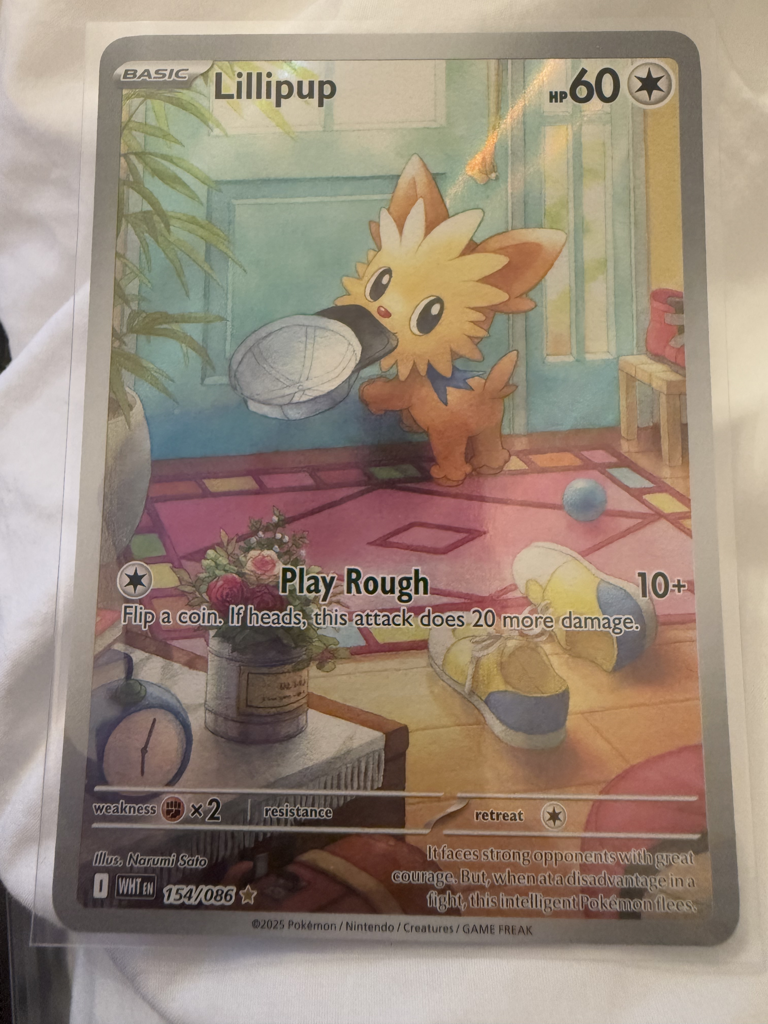 BASIC Lillipup HP60
Play Rough 10+
Flip a coin. If heads, this attack does 20 more damage.
weakness ×2 resistance retreat
Illus. Narumi Sato
It faces strong opponents with great
courage. But, when at a disadvantage in a
fight, this intelligent Pokémon flees.
I WHT EN 154/086
©2025 Pokémon / Nintendo / Creatures / GAME FREAK